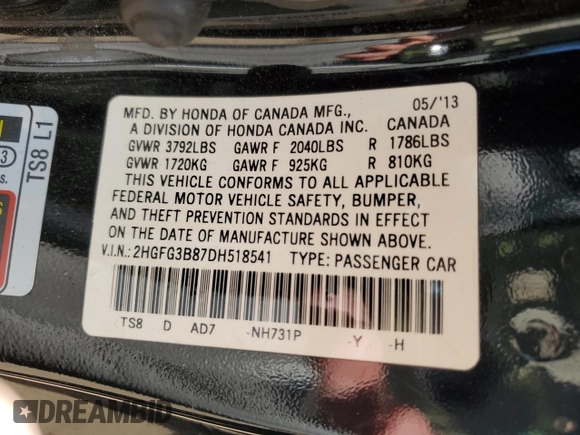 MFD. BY HONDA OF CANADA MFG., 05/'13
A DIVISION OF HONDA CANADA INC. CANADA
GVWR 3792LBS GAWR F 2040LBS R 1786LBS
GVWR 1720KG GAWR F 925KG R 810KG
THIS VEHICLE CONFORMS TO ALL APPLICABLE
FEDERAL MOTOR VEHICLE SAFETY, BUMPER,
AND THEFT PREVENTION STANDARDS IN EFFECT
ON THE DATE OF MANUFACTURE SHOWN ABOVE.
V.I.N.: 2HGFG3B87DH518541 TYPE: PASSENGER CAR
TS8 D AD7 -NH731P -Y -H
TS8 L1
3
s.
DREAMBID